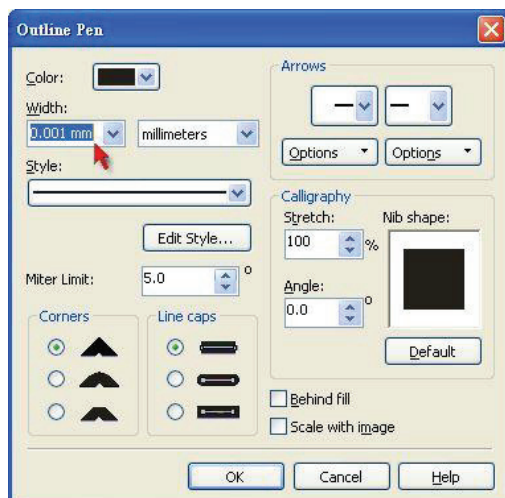 Outline Pen
Color:
Width:
0.001 mm
millimeters
Style:
Edit Style...
Miter Limit:
5.0
°
Corners
Line caps
Arrows
Options
Options
Calligraphy
Stretch:
Nib shape:
100
%
Angle:
0.0
°
Default
Behind fill
Scale with image
OK
Cancel
Help